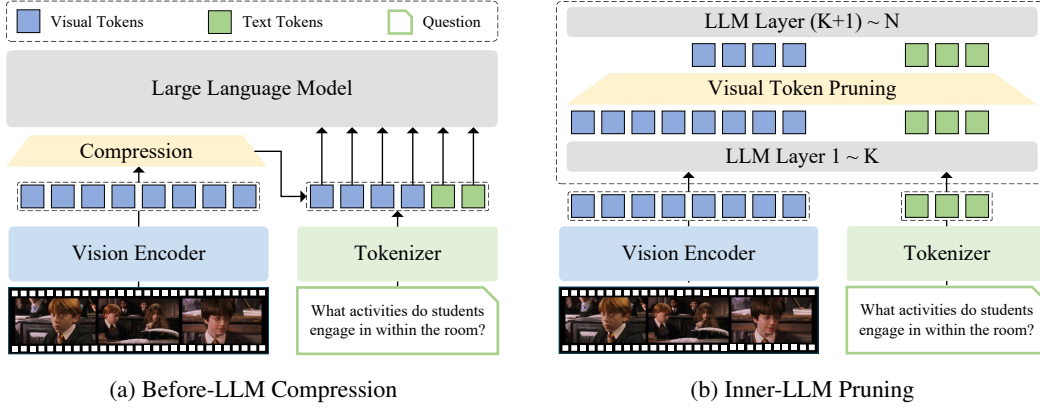 Visual Tokens
Text Tokens
Question
Large Language Model
Compression
Vision Encoder
Tokenizer
What activities do students
engage in within the room?
(a) Before-LLM Compression
LLM Layer (K+1) ~ N
Visual Token Pruning
LLM Layer 1 ~ K
Vision Encoder
Tokenizer
What activities do students
engage in within the room?
(b) Inner-LLM Pruning